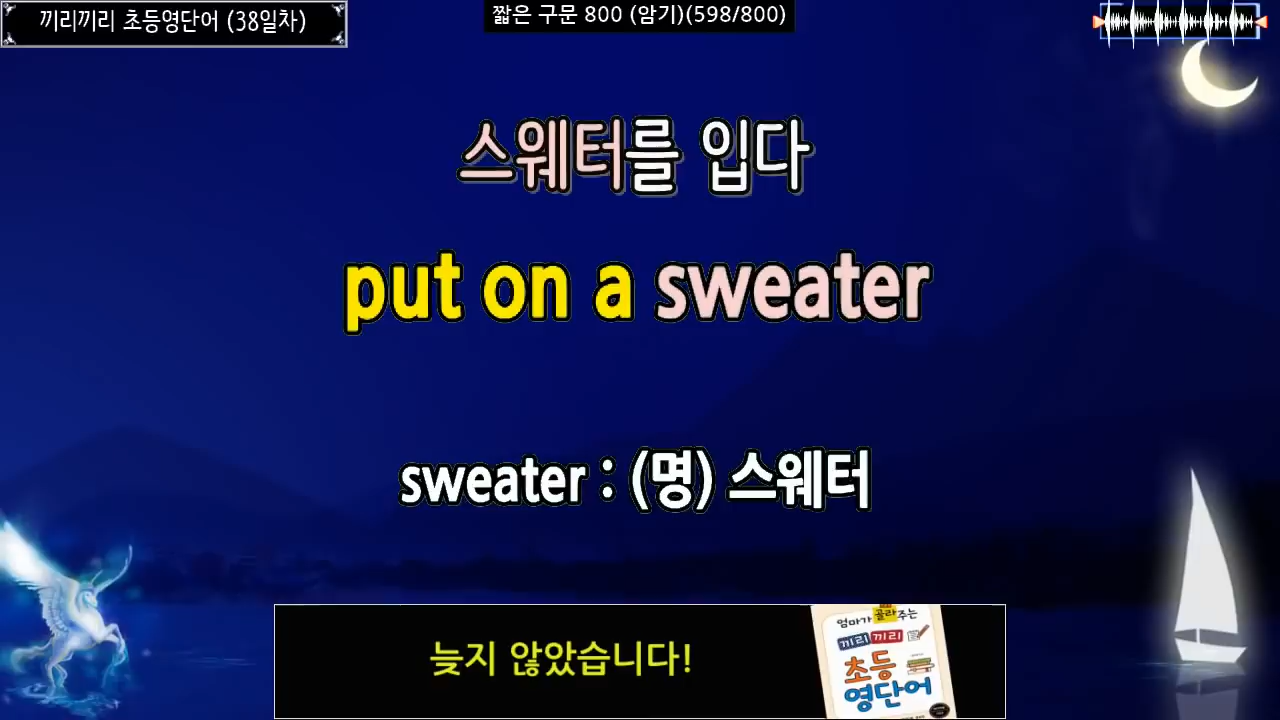 끼리끼리 초등영단어 (38일차)
짧은 구문 800 (암기)(598/800)
스웨터를 입다
put on a sweater
sweater : (명) 스웨터
늦지 않았습니다!
엄마가 골라주는
끼리끼리
초등
영단어